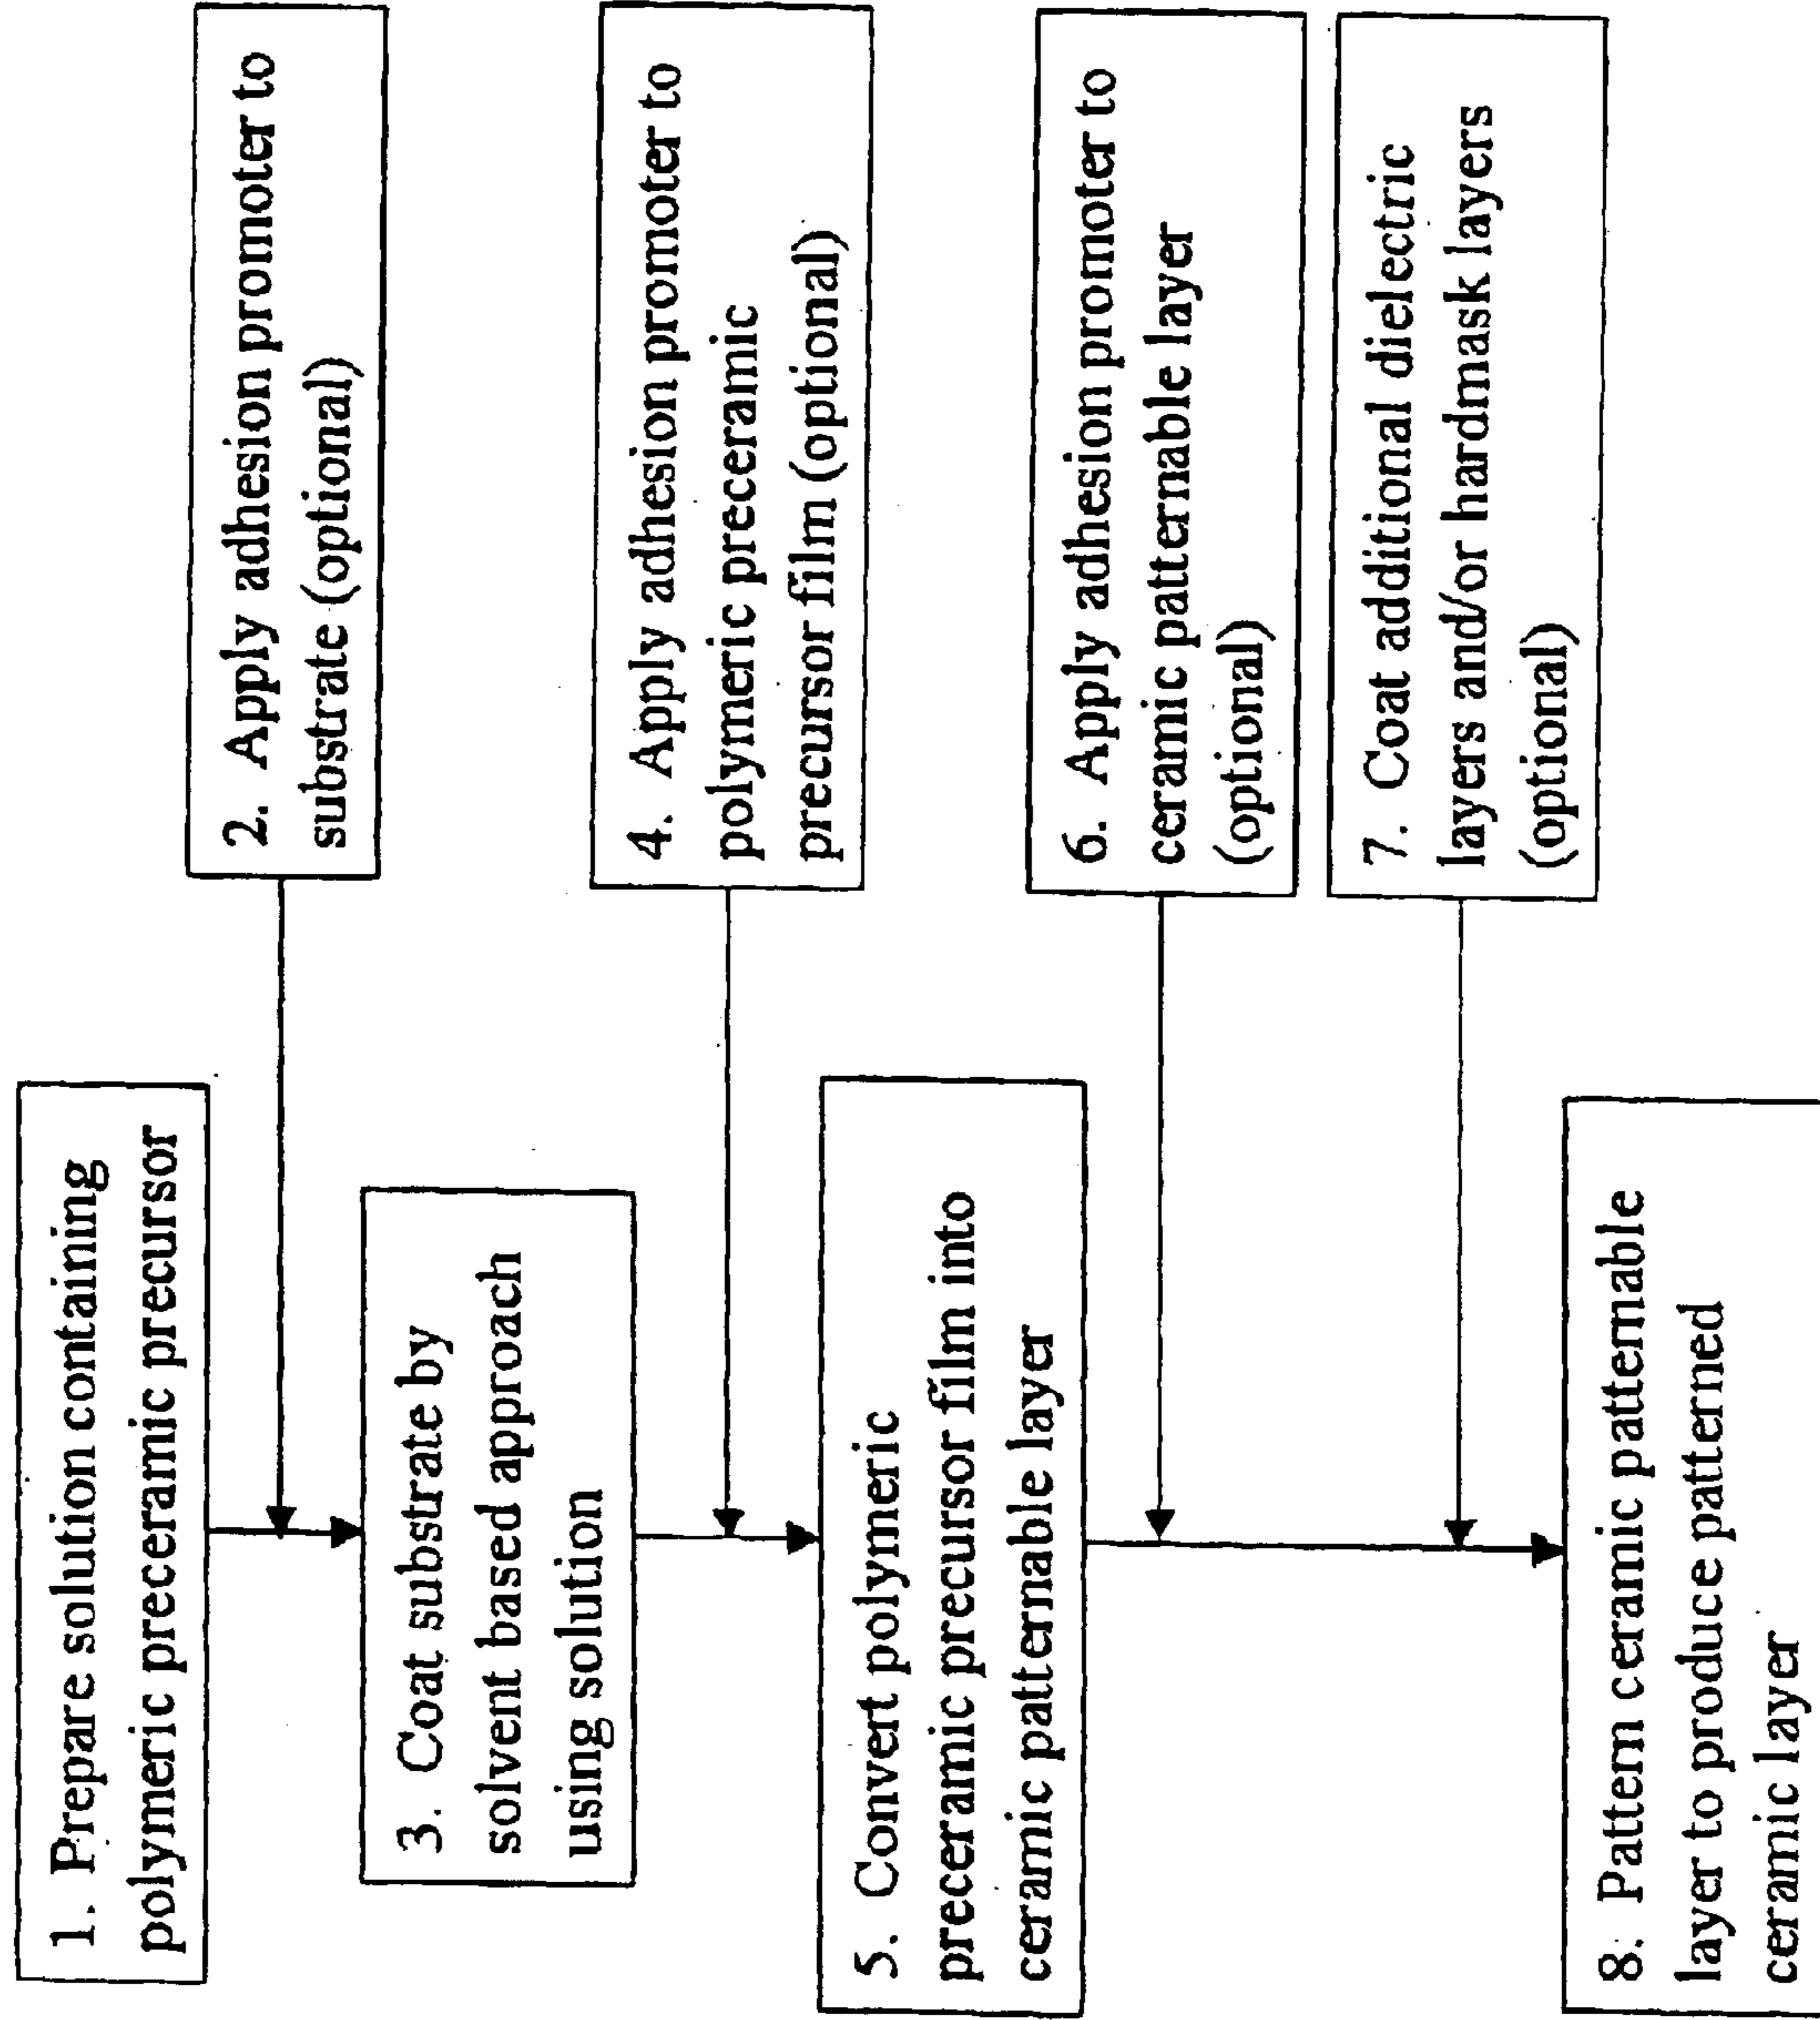 1. Prepare solution containing
polymeric preceramic precursor
2. Apply adhesion promoter to
substrate (optional)
3. Coat substrate by
solvent based approach
using solution
4. Apply adhesion promoter to
polymeric preceramic
precursor film (optional)
5. Convert polymeric
preceramic precursor film into
ceramic patternable layer
6. Apply adhesion promoter to
ceramic patternable layer
(optional)
7. Coat additional dielectric
layers and/or hardmask layers
(optional)
8. Pattern ceramic patternable
layer to produce patterned
ceramic layer